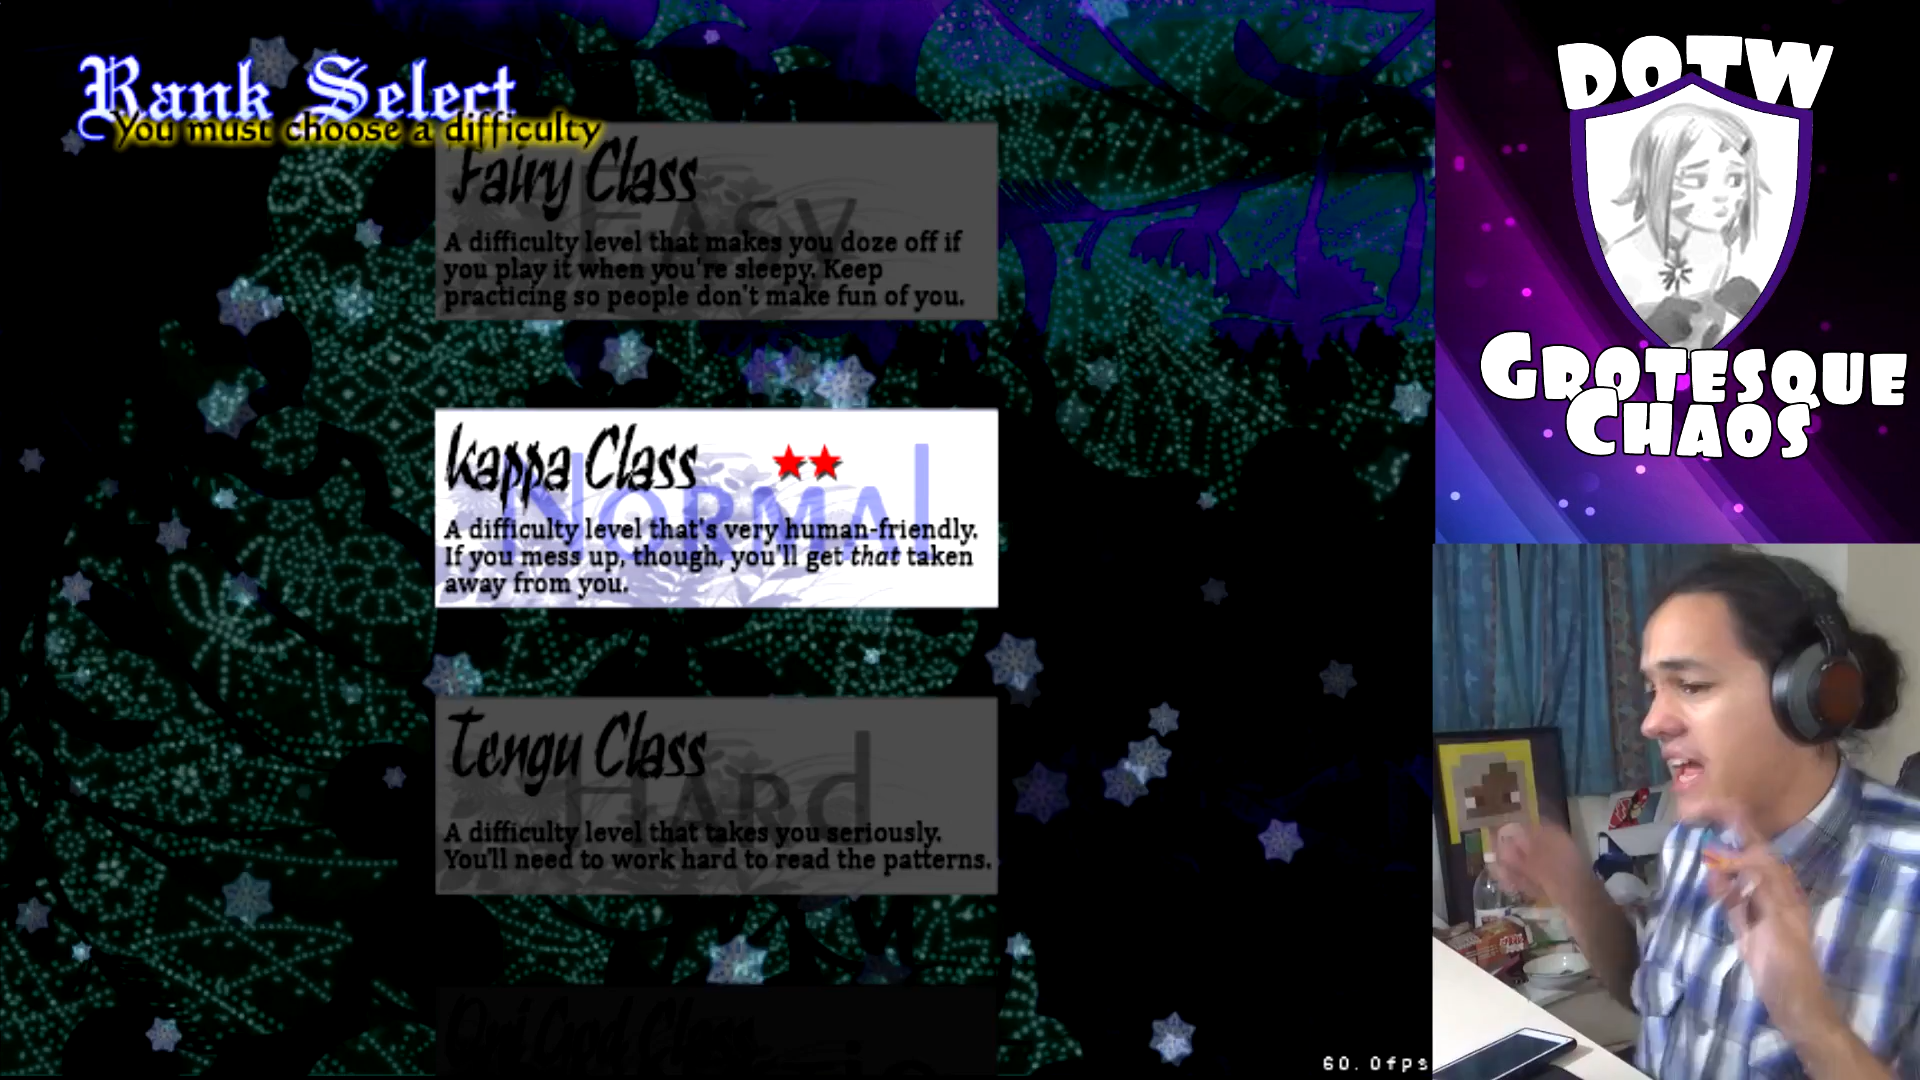 Rank Select
You must choose a difficulty
Fairy Class
Easy
A difficulty level that makes you doze off if
you play it when you're sleepy. Keep
practicing so people don't make fun of you.
Kappa Class
Normal
A difficulty level that's very human-friendly.
If you mess up, though, you'll get that taken
away from you.
Tengu Class
Hard
A difficulty level that takes you seriously.
You'll need to work hard to read the patterns.
Oni God Class
60.0fps
DOTW
GROTESQUE
CHAOS